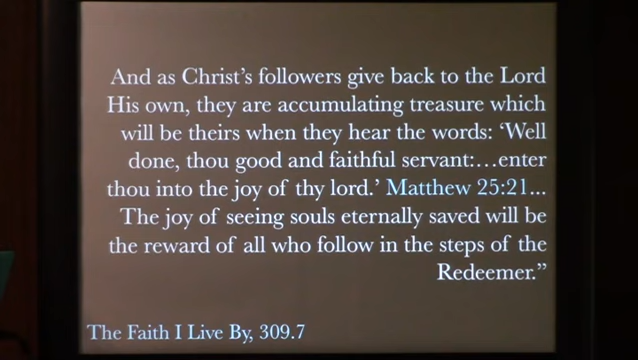 And as Christ’s followers give back to the Lord
His own, they are accumulating treasure which
will be theirs when they hear the words: ‘Well
done, thou good and faithful servant:…enter
thou into the joy of thy lord.’ Matthew 25:21...
The joy of seeing souls eternally saved will be
the reward of all who follow in the steps of the
Redeemer.”
The Faith I Live By, 309.7